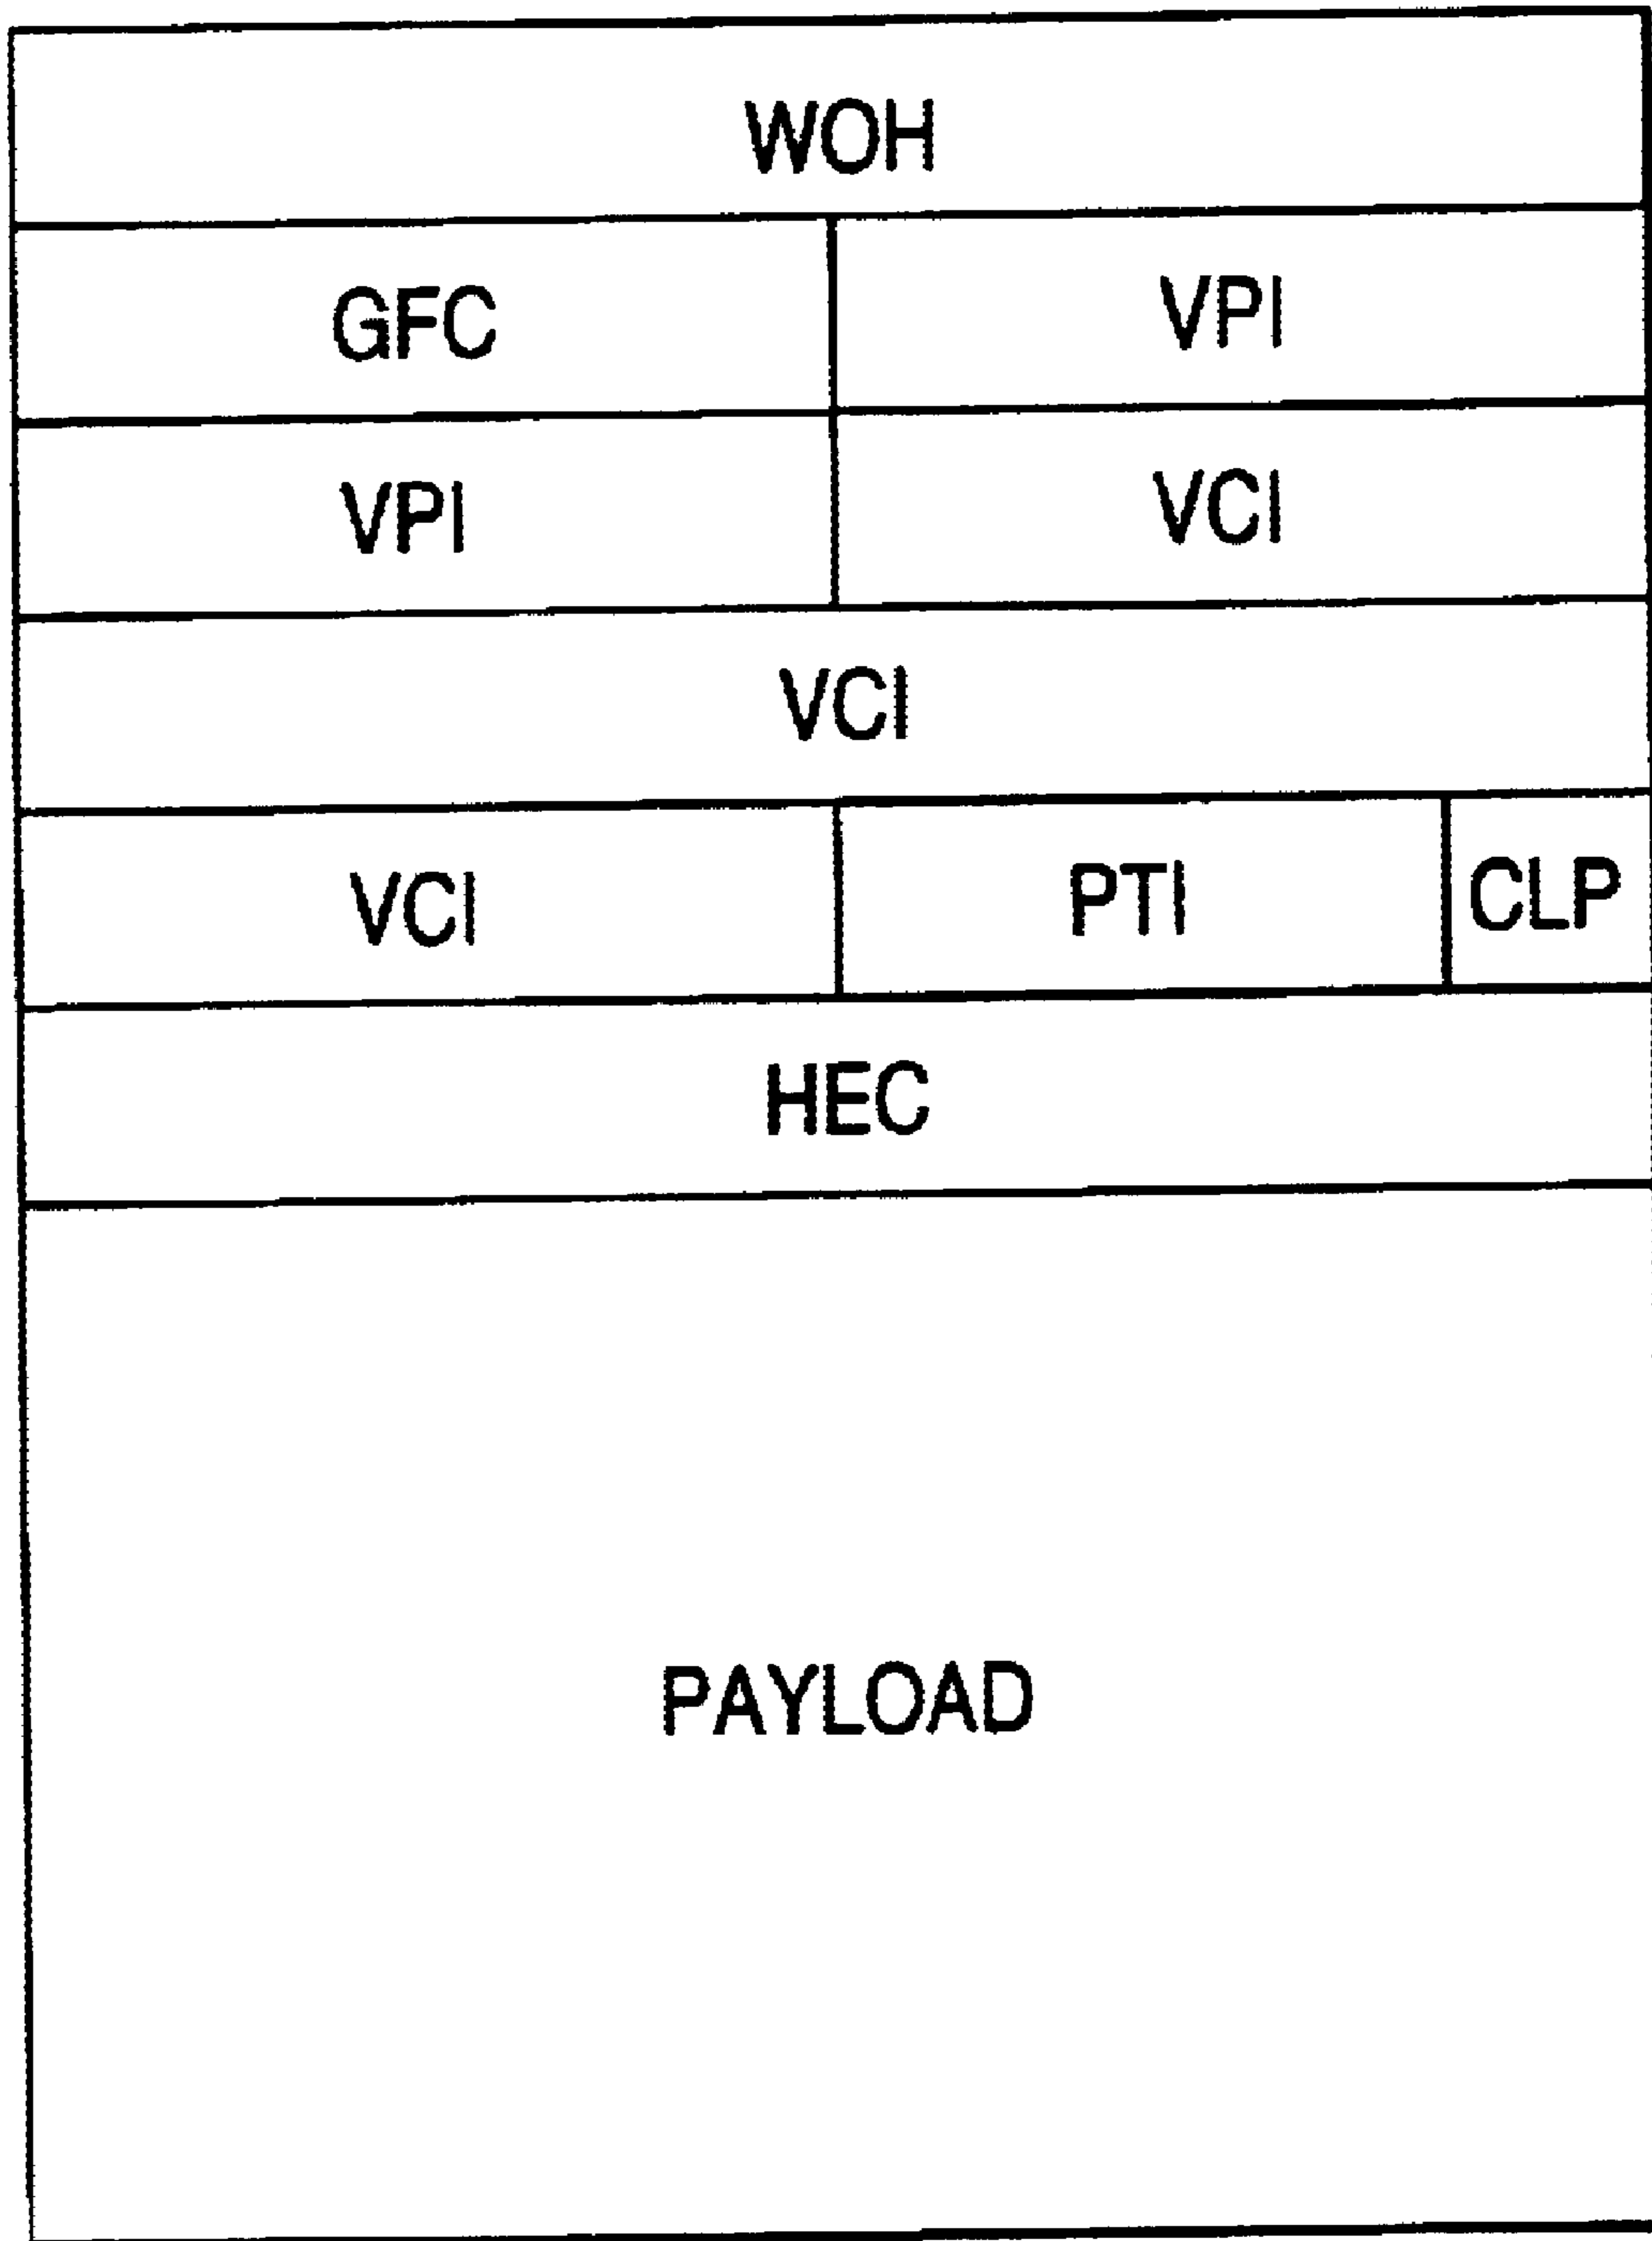 WOH
GFC VPI
VPI VCI
VCI
VCI PTI CLP
HEC
PAYLOAD